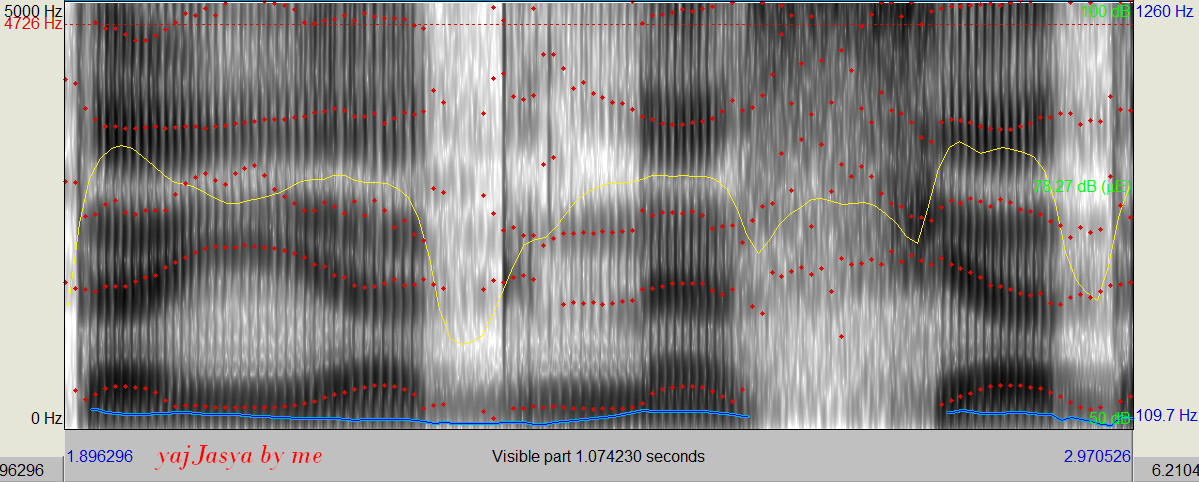 5000 Hz
4726 Hz
100 dB
1260 Hz
78.27 dB (µE)
0 Hz
50 dB
109.7 Hz
1.896296
yajJasya by me
Visible part 1.074230 seconds
2.970526
96296
6.2104